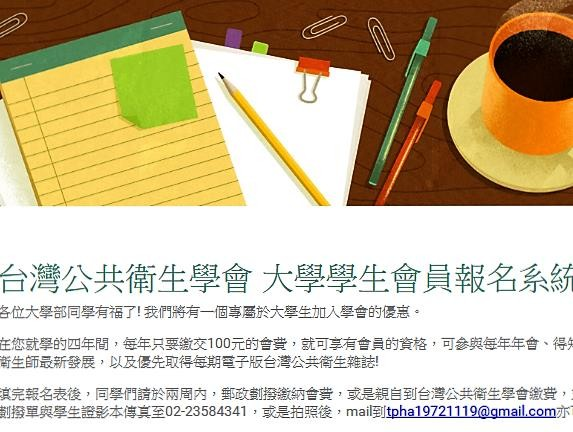 台灣公共衛生學會 大學學生會員報名系統
各位大學部同學有福了! 我們將有一個專屬於大學生加入學會的優惠。
在您就學的四年間，每年只要繳交100元的會費，就可享有會員的資格，可參與每年年會、得知
衛生師最新發展，以及優先取得每期電子版台灣公共衛生雜誌!
填完報名表後，同學們請於兩周內，郵政劃撥繳納會費，或是親自到台灣公共衛生學會繳費，
劃撥單與學生證影本傳真至02-23584341，或是拍照後，mail到tpha19721119@gmail.com亦